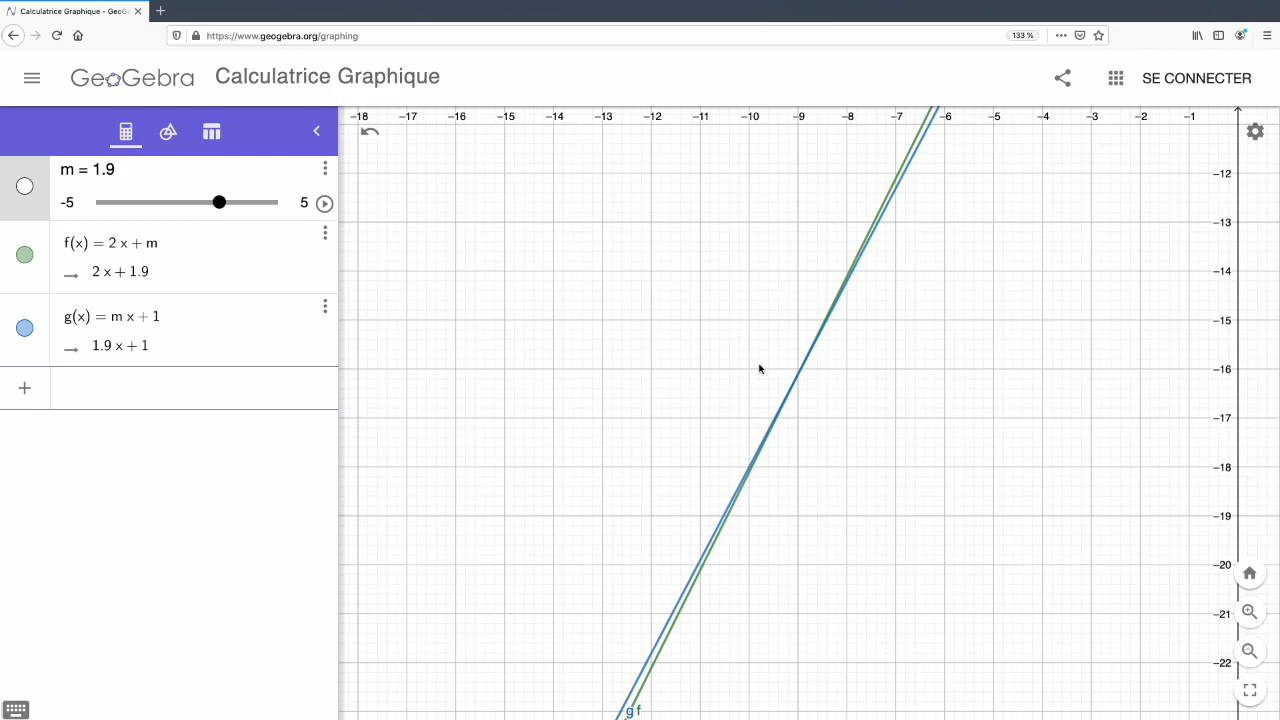 Calculatrice Graphique - GeoG
https://www.geogebra.org/graphing
133 %
GeoGebra
Calculatrice Graphique
SE CONNECTER
m = 1.9
-5
5
f(x) = 2 x + m
→ 2 x + 1.9
g(x) = m x + 1
→ 1.9 x + 1
-18 -17 -16 -15 -14 -13 -12 -11 -10 -9 -8 -7 -6 -5 -4 -3 -2 -1
-12
-13
-14
-15
-16
-17
-18
-19
-20
-21
-22
g f